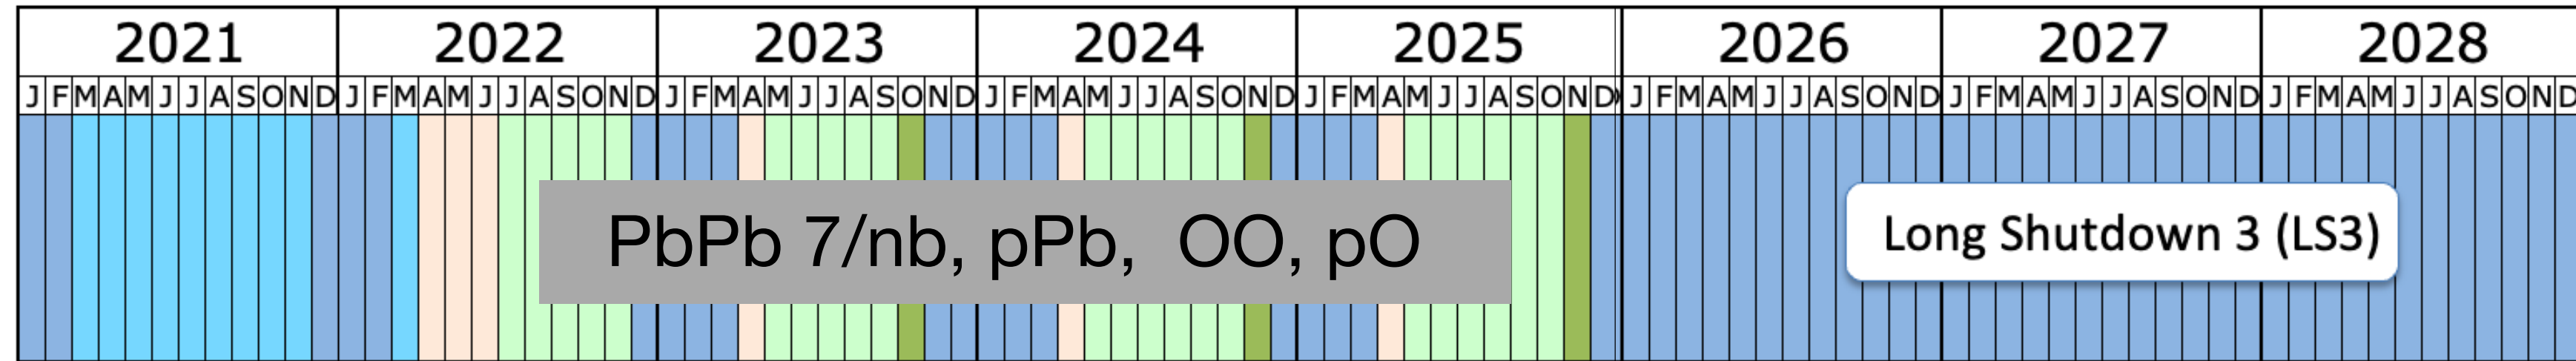 2021 2022 2023 2024 2025 2026 2027 2028
J F M A M J J A S O N D J F M A M J J A S O N D J F M A M J J A S O N D J F M A M J J A S O N D J F M A M J J A S O N D J F M A M J J A S O N D J F M A M J J A S O N D J F M A M J J A S O N D
PbPb 7/nb, pPb, OO, pO
Long Shutdown 3 (LS3)